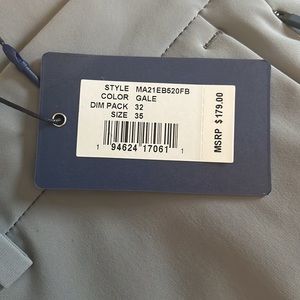 STYLE MA21EB520FB
COLOR GALE
DIM PACK 32
SIZE 35
1 94624 17061 1
MSRP $179.00